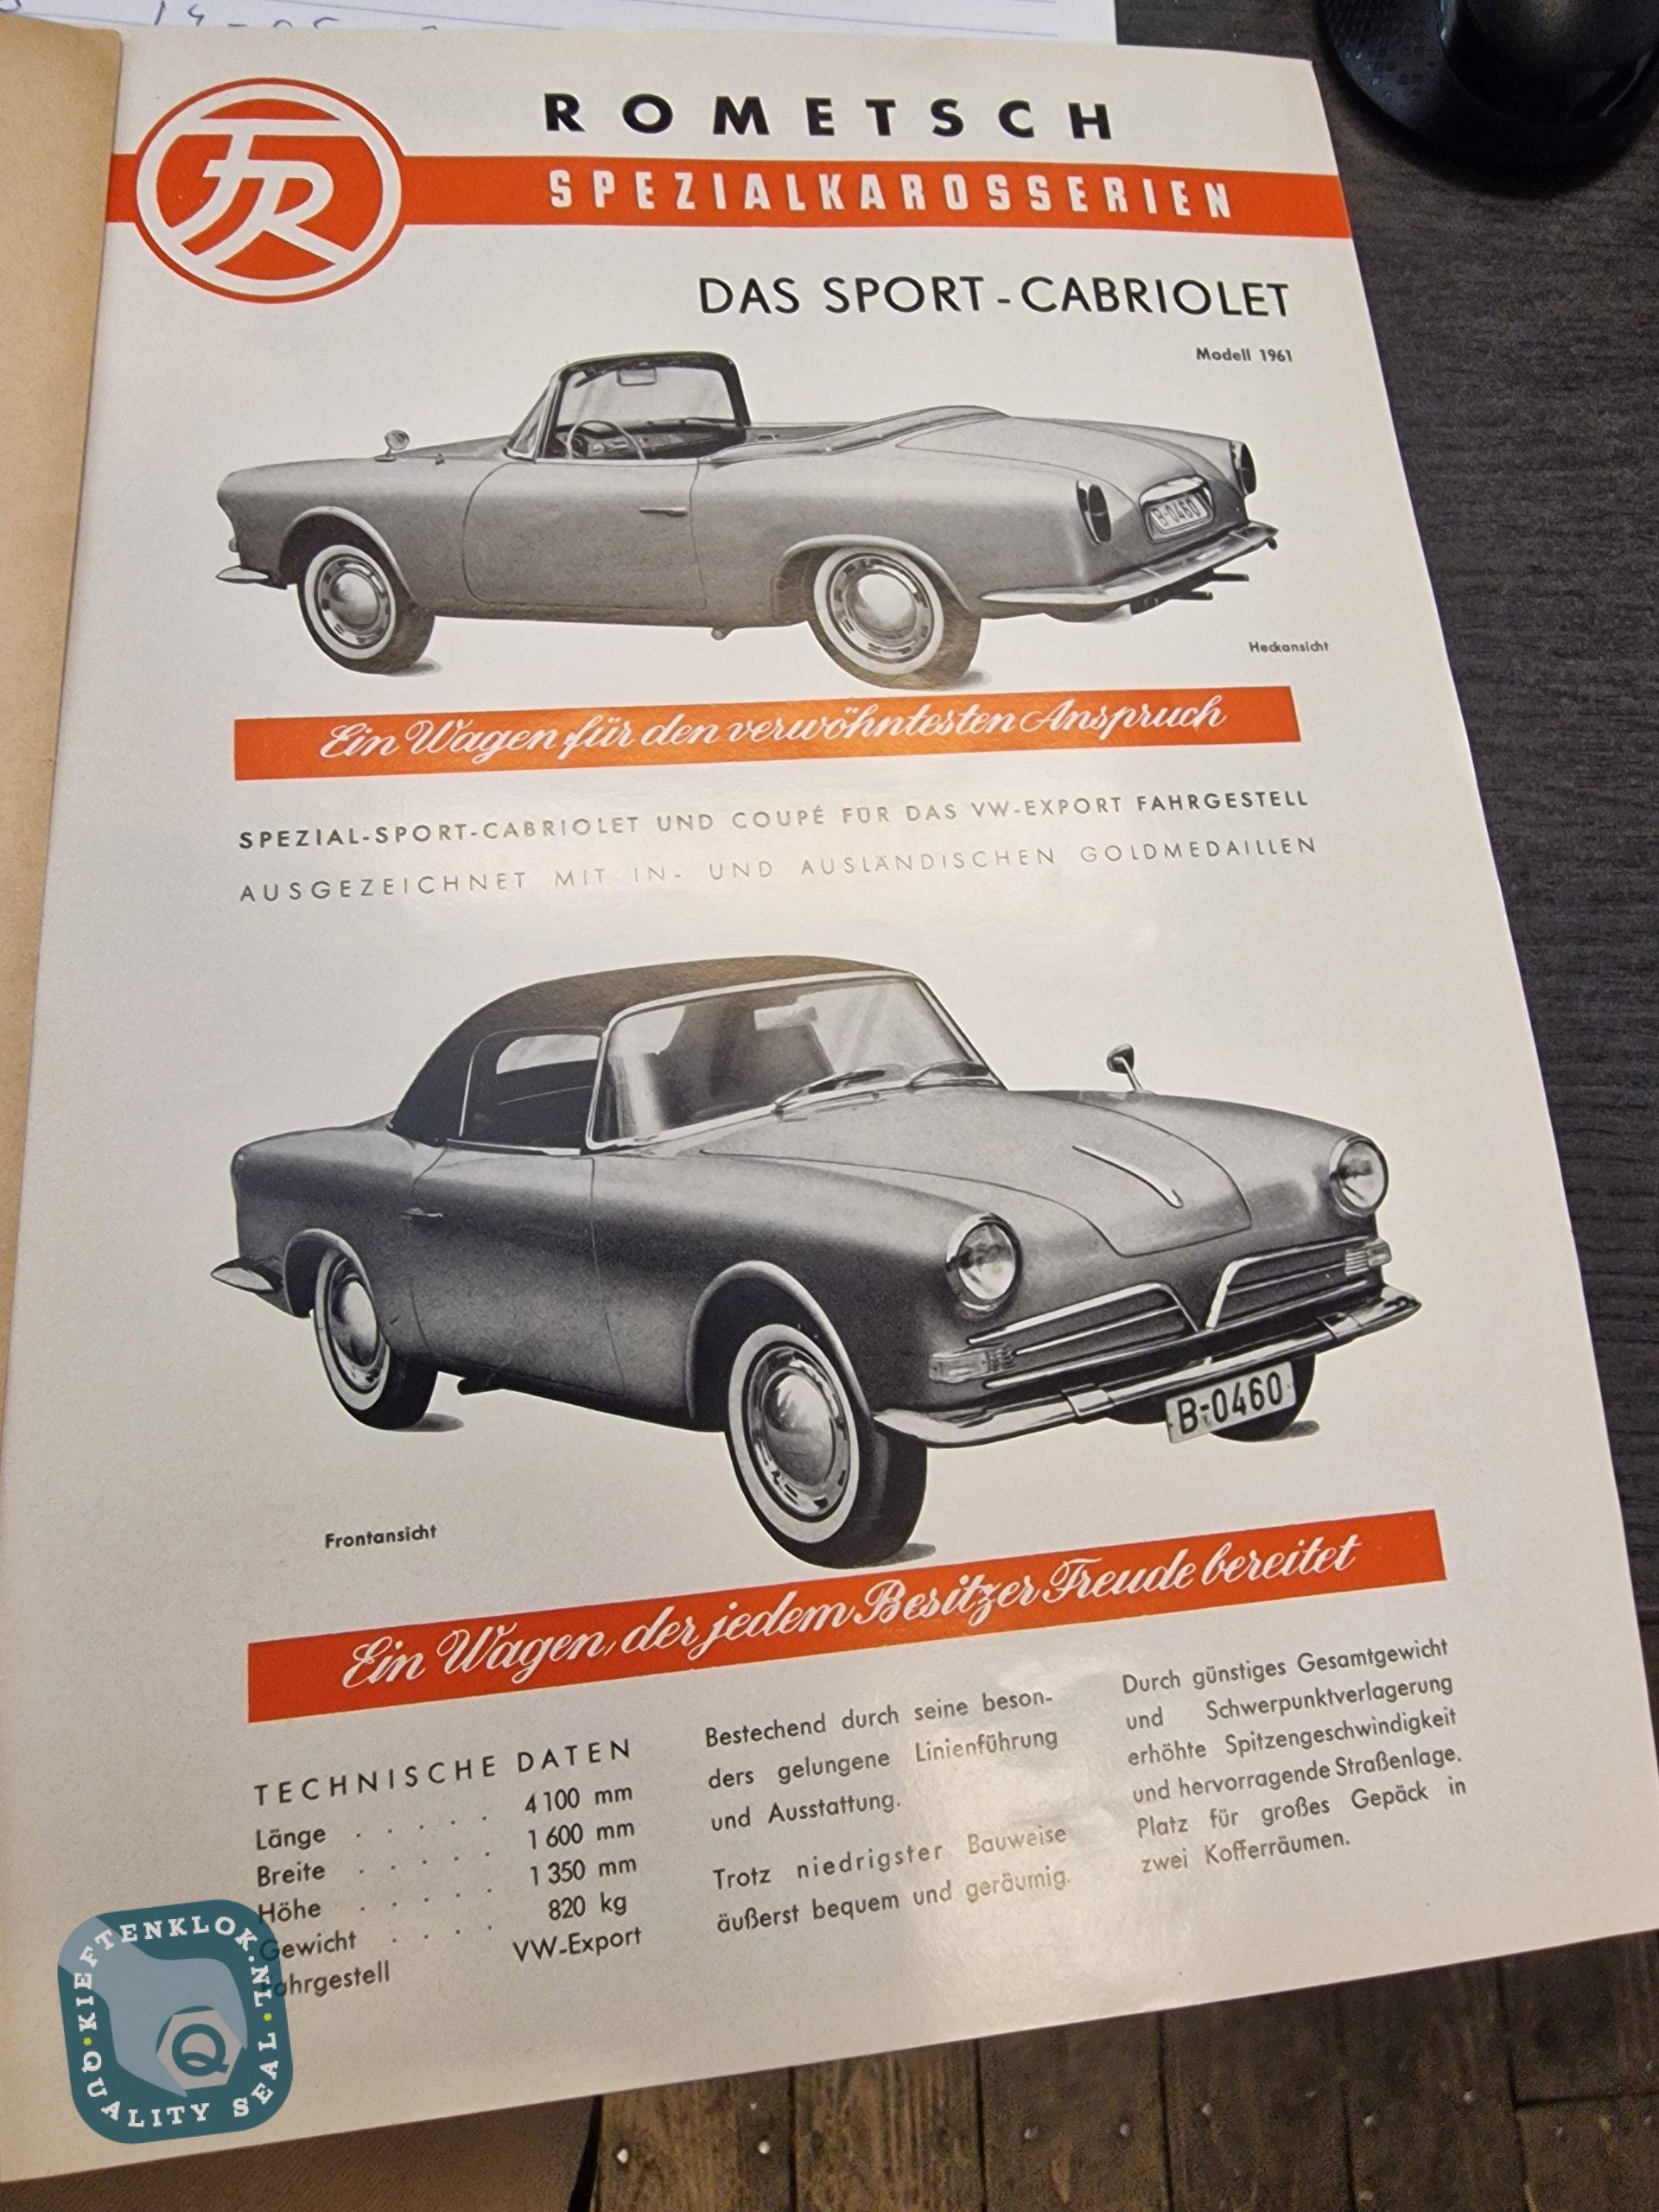 ROMETSCH
SPEZIALKAROSSERIEN
DAS SPORT-CABRIOLET
Modell 1961
B-0460
Heckansicht
Ein Wagen für den verwöhntesten Anspruch
SPEZIAL-SPORT-CABRIOLET UND COUPÉ FÜR DAS VW-EXPORT FAHRGESTELL
AUSGEZEICHNET MIT IN- UND AUSLÄNDISCHEN GOLDMEDAILLEN
B-0460
Frontansicht
Ein Wagen, der jedem Besitzer Freude bereitet
TECHNISCHE DATEN
Länge . . . . . 4100 mm
Breite . . . . . 1600 mm
Höhe . . . . 1350 mm
Gewicht . . . . 820 kg
Fahrgestell VW-Export
Bestechend durch seine beson-
ders gelungene Linienführung
und Ausstattung.
Trotz niedrigster Bauweise
äußerst bequem und geräumig.
Durch günstiges Gesamtgewicht
und Schwerpunktverlagerung
erhöhte Spitzengeschwindigkeit
und hervorragende Straßenlage.
Platz für großes Gepäck in
zwei Kofferräumen.
KIEFTENKLOK.NL
QUALITY SEAL
Q